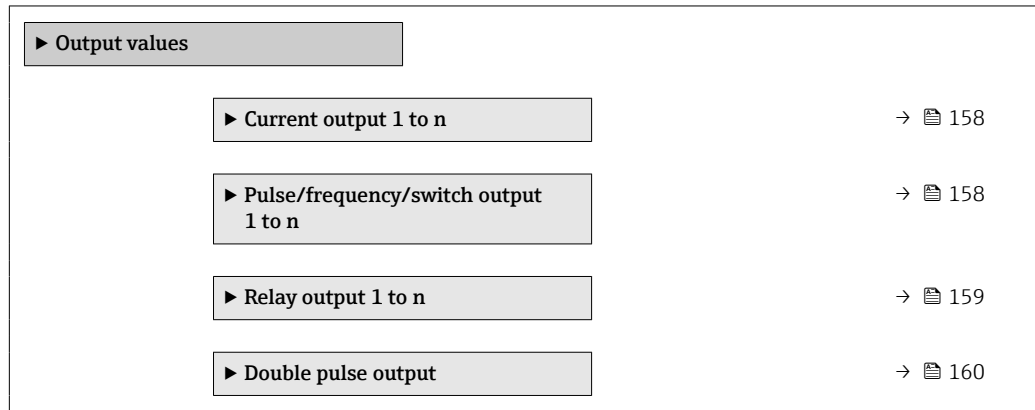 ► Output values
► Current output 1 to n → 158
► Pulse/frequency/switch output
1 to n → 158
► Relay output 1 to n → 159
► Double pulse output → 160